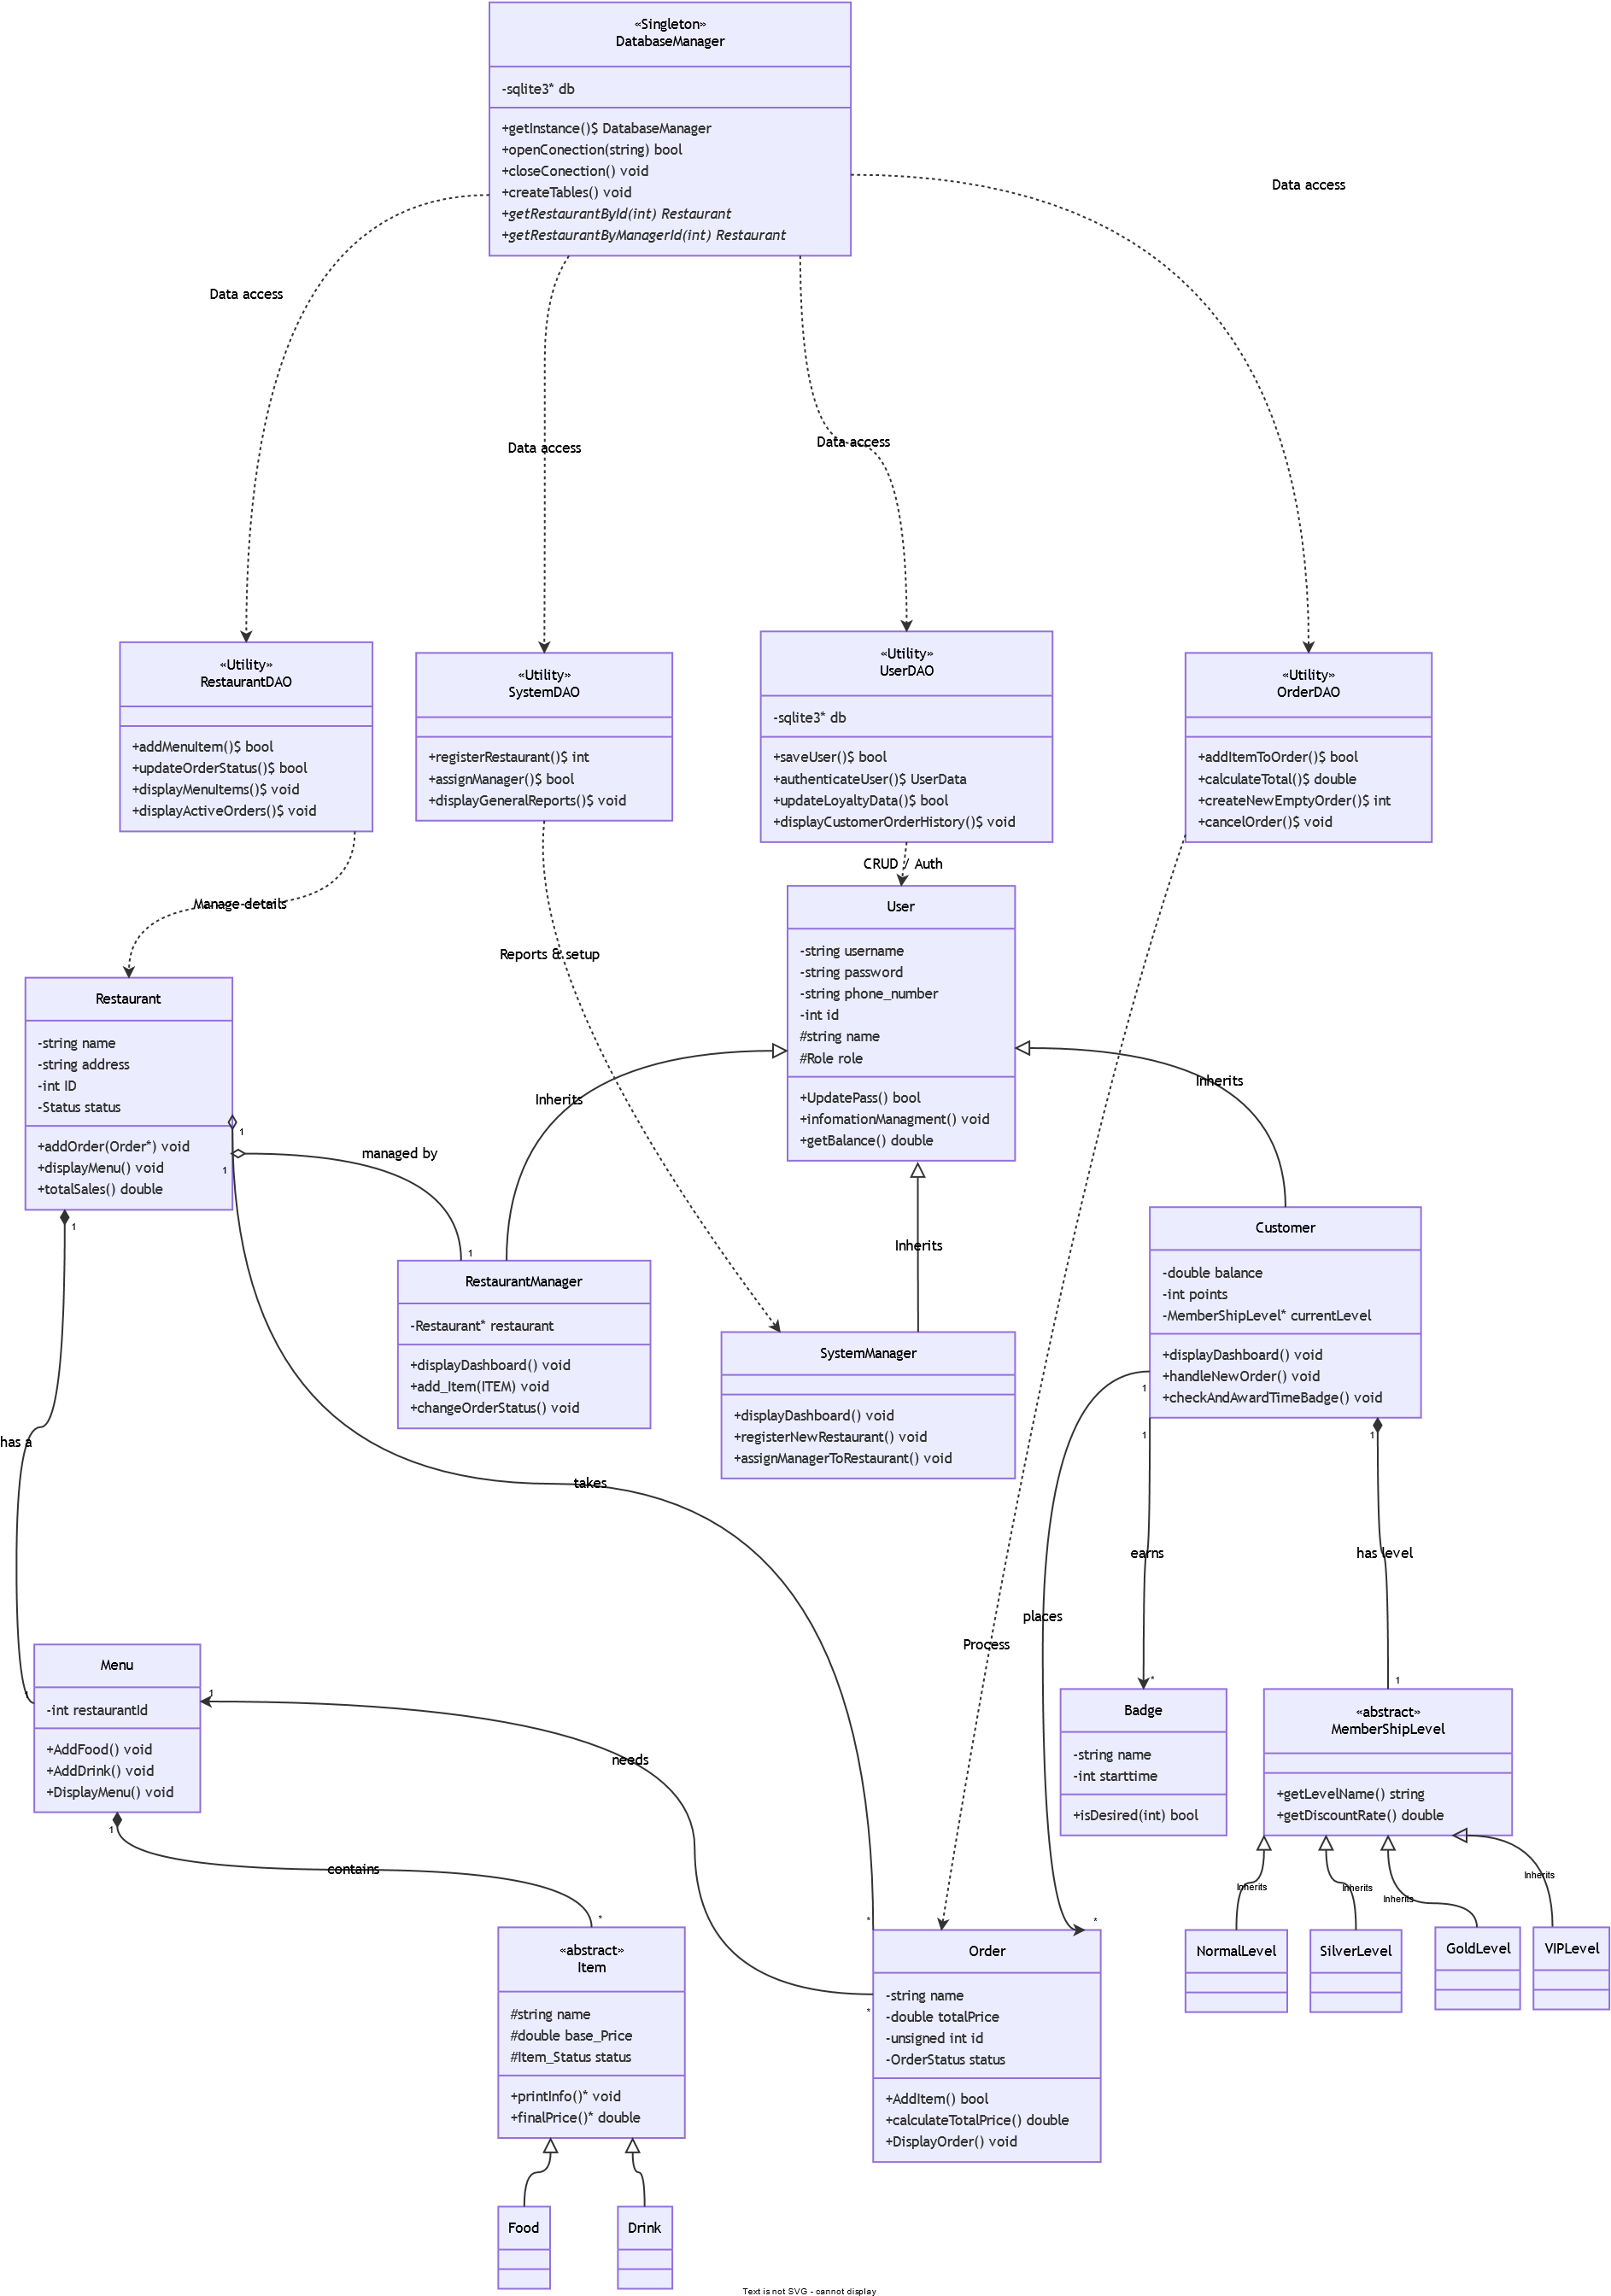 «Singleton»
DatabaseManager
-sqlite3* db
+getInstance()$ DatabaseManager
+openConection(string) bool
+closeConection() void
+createTables() void
+getRestaurantById(int) Restaurant
+getRestaurantByManagerId(int) Restaurant
Data access
Data access
Data access
Data access
«Utility»
RestaurantDAO
+addMenuItem()$ bool
+updateOrderStatus()$ bool
+displayMenuItems()$ void
+displayActiveOrders()$ void
«Utility»
SystemDAO
+registerRestaurant()$ int
+assignManager()$ bool
+displayGeneralReports()$ void
«Utility»
UserDAO
-sqlite3* db
+saveUser()$ bool
+authenticateUser()$ UserData
+updateLoyaltyData()$ bool
+displayCustomerOrderHistory()$ void
«Utility»
OrderDAO
+addItemToOrder()$ bool
+calculateTotal()$ double
+createNewEmptyOrder()$ int
+cancelOrder()$ void
CRUD / Auth
Manage details
Reports & setup
User
-string username
-string password
-string phone_number
-int id
#string name
#Role role
+UpdatePass() bool
+infomationManagment() void
+getBalance() double
Restaurant
-string name
-string address
-int ID
-Status status
+addOrder(Order*) void
+displayMenu() void
+totalSales() double
1
1
1
managed by
1
Inherits
Inherits
Inherits
RestaurantManager
-Restaurant* restaurant
+displayDashboard() void
+add_Item(ITEM) void
+changeOrderStatus() void
SystemManager
+displayDashboard() void
+registerNewRestaurant() void
+assignManagerToRestaurant() void
Customer
-double balance
-int points
-MemberShipLevel* currentLevel
+displayDashboard() void
+handleNewOrder() void
+checkAndAwardTimeBadge() void
1
1
1
has a
takes
earns
has level
places
Process
1
1
*
1
Menu
-int restaurantId
+AddFood() void
+AddDrink() void
+DisplayMenu() void
needs
Badge
-string name
-int starttime
+isDesired(int) bool
«abstract»
MemberShipLevel
+getLevelName() string
+getDiscountRate() double
1
contains
*
*
*
*
Inherits
Inherits
Inherits
Inherits
«abstract»
Item
#string name
#double base_Price
#Item_Status status
+printInfo()* void
+finalPrice()* double
Order
-string name
-double totalPrice
-unsigned int id
-OrderStatus status
+AddItem() bool
+calculateTotalPrice() double
+DisplayOrder() void
NormalLevel
SilverLevel
GoldLevel
VIPLevel
Food
Drink
Text is not SVG - cannot display